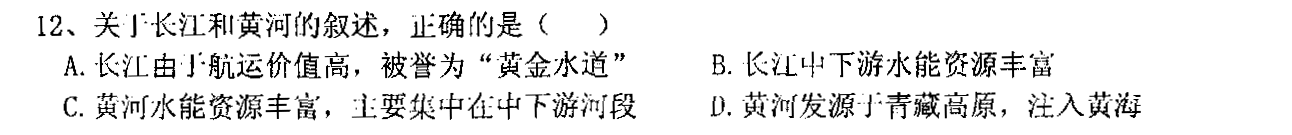 12、关于长江和黄河的叙述，正确的是（　　）
A. 长江由于航运价值高，被誉为“黄金水道”　　B. 长江中下游水能资源丰富
C. 黄河水能资源丰富，主要集中在中下游河段　　D. 黄河发源于青藏高原，注入黄海